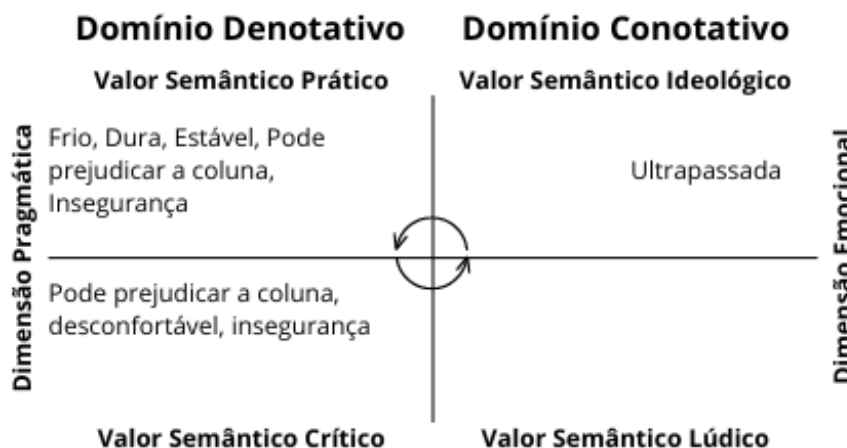 Domínio Denotativo
Domínio Conotativo
Valor Semântico Prático
Valor Semântico Ideológico
Dimensão Pragmática
Frio, Dura, Estável, Pode
prejudicar a coluna,
Insegurança
Ultrapassada
Dimensão Emocional
Pode prejudicar a coluna,
desconfortável, insegurança
Valor Semântico Crítico
Valor Semântico Lúdico